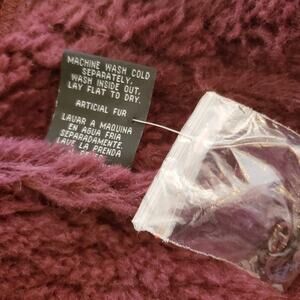 MACHINE WASH COLD
SEPARATELY,
WASH INSIDE OUT.
LAY FLAT TO DRY.
ARTICIAL FUR
LAVAR A MAQUINA
EN AGUA FRIA
SEPARADAMENTE.
LAVE LA PRENDA